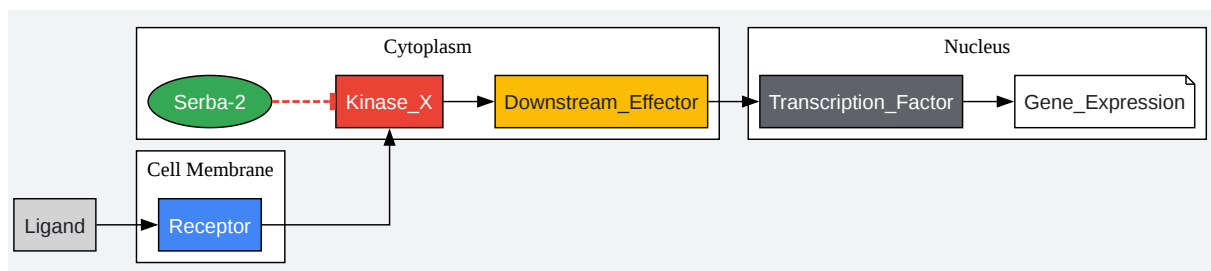 Cytoplasm
Nucleus
Serba-2
Kinase_X
Downstream_Effector
Transcription_Factor
Gene_Expression
Cell Membrane
Ligand
Receptor